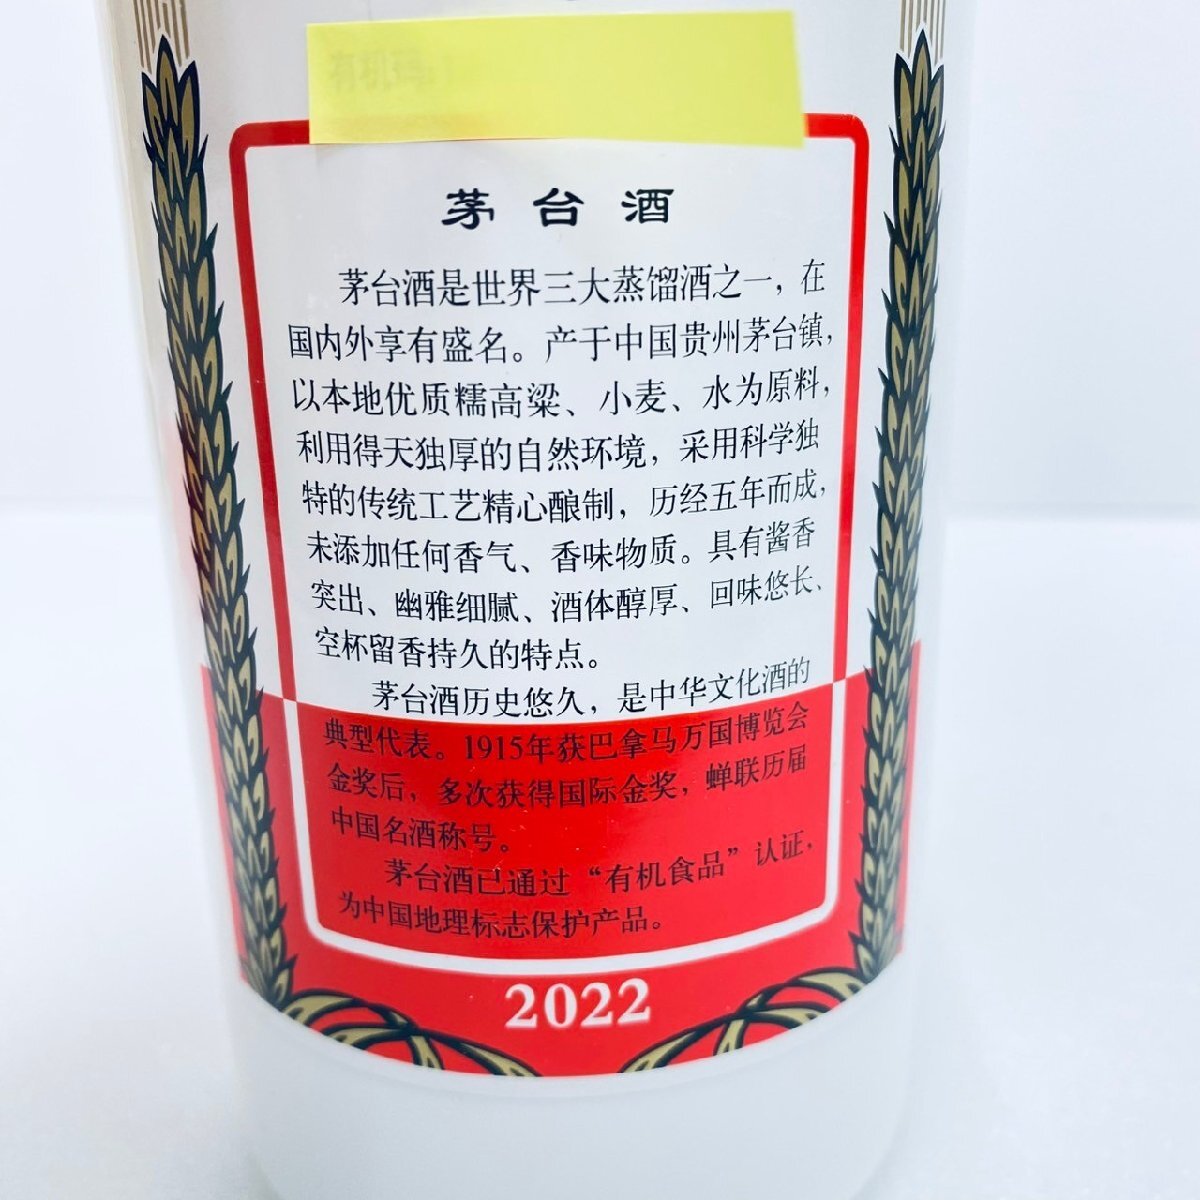 有机码:1
茅台酒
茅台酒是世界三大蒸馏酒之一，在
国内外享有盛名。产于中国贵州茅台镇，
以本地优质糯高粱、小麦、水为原料，
利用得天独厚的自然环境，采用科学独
特的传统工艺精心酿制，历经五年而成，
未添加任何香气、香味物质。具有酱香
突出、幽雅细腻、酒体醇厚、回味悠长、
空杯留香持久的特点。
茅台酒历史悠久，是中华文化酒的
典型代表。1915年获巴拿马万国博览会
金奖后，多次获得国际金奖，蝉联历届
中国名酒称号。
茅台酒已通过“有机食品”认证，
为中国地理标志保护产品。
2022